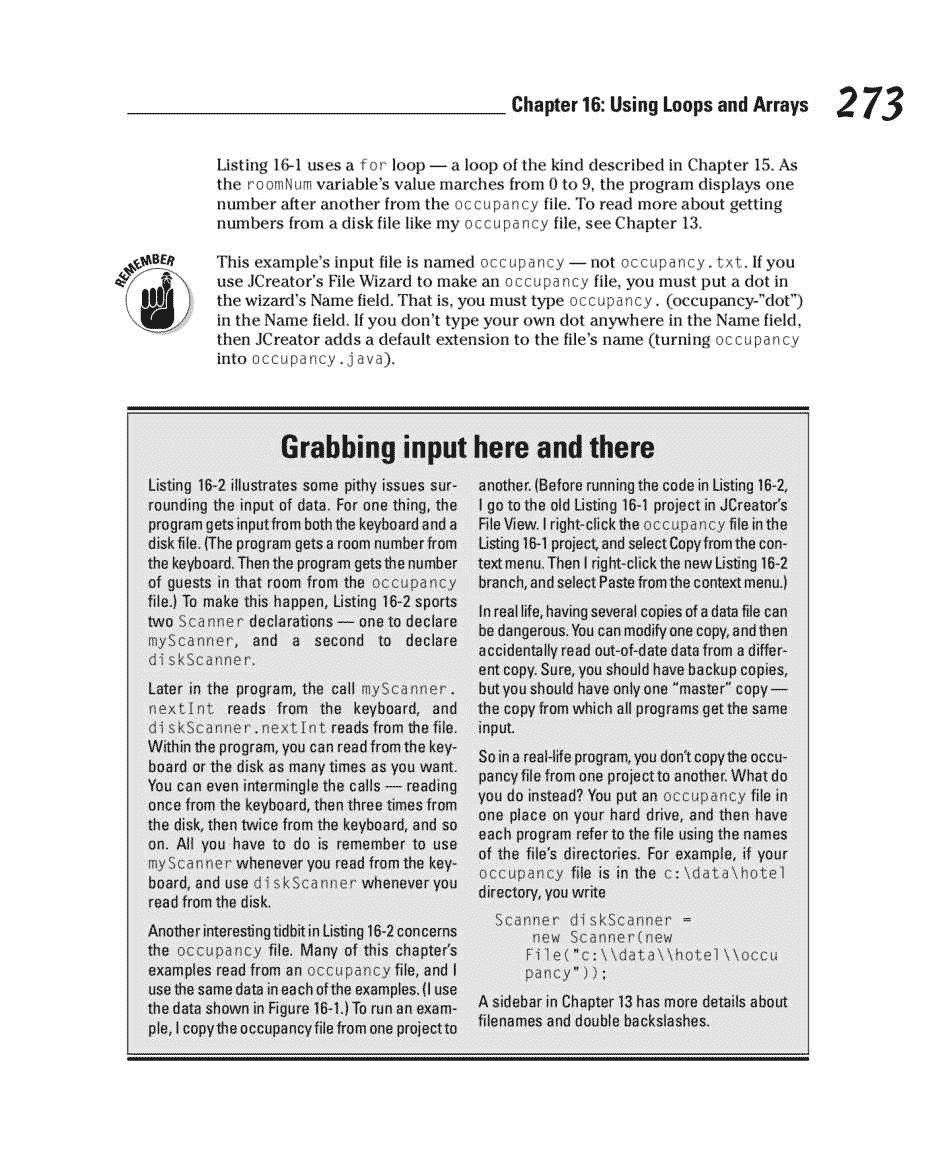 Chapter 16: Using Loops and Arrays 273
Listing 16-1 uses a for loop — a loop of the kind described in Chapter 15. As
the roomNum variable’s value marches from 0 to 9, the program displays one
number after another from the occupancy file. To read more about getting
numbers from a disk file like my occupancy file, see Chapter 13.
REMEMBER
This example’s input file is named occupancy — not occupancy.txt. If you
use JCreator’s File Wizard to make an occupancy file, you must put a dot in
the wizard’s Name field. That is, you must type occupancy. (occupancy-”dot”)
in the Name field. If you don’t type your own dot anywhere in the Name field,
then JCreator adds a default extension to the file’s name (turning occupancy
into occupancy.java).
Grabbing input here and there
Listing 16-2 illustrates some pithy issues sur-
rounding the input of data. For one thing, the
program gets input from both the keyboard and a
disk file. (The program gets a room number from
the keyboard. Then the program gets the number
of guests in that room from the occupancy
file.) To make this happen, Listing 16-2 sports
two Scanner declarations — one to declare
myScanner, and a second to declare
diskScanner.
Later in the program, the call myScanner.
nextInt reads from the keyboard, and
diskScanner.nextInt reads from the file.
Within the program, you can read from the key-
board or the disk as many times as you want.
You can even intermingle the calls — reading
once from the keyboard, then three times from
the disk, then twice from the keyboard, and so
on. All you have to do is remember to use
myScanner whenever you read from the key-
board, and use diskScanner whenever you
read from the disk.
Another interesting tidbit in Listing 16-2 concerns
the occupancy file. Many of this chapter’s
examples read from an occupancy file, and I
use the same data in each of the examples. (I use
the data shown in Figure 16-1.) To run an exam-
ple, I copy the occupancy file from one project to
another. (Before running the code in Listing 16-2,
I go to the old Listing 16-1 project in JCreator’s
File View. I right-click the occupancy file in the
Listing 16-1 project, and select Copy from the con-
text menu. Then I right-click the new Listing 16-2
branch, and select Paste from the context menu.)
In real life, having several copies of a data file can
be dangerous. You can modify one copy, and then
accidentally read out-of-date data from a differ-
ent copy. Sure, you should have backup copies,
but you should have only one “master” copy —
the copy from which all programs get the same
input.
So in a real-life program, you don’t copy the occu-
pancy file from one project to another. What do
you do instead? You put an occupancy file in
one place on your hard drive, and then have
each program refer to the file using the names
of the file’s directories. For example, if your
occupancy file is in the c:\data\hotel
directory, you write
Scanner diskScanner =
new Scanner(new
File("c:\\data\\hotel\\occu
pancy"));
A sidebar in Chapter 13 has more details about
filenames and double backslashes.